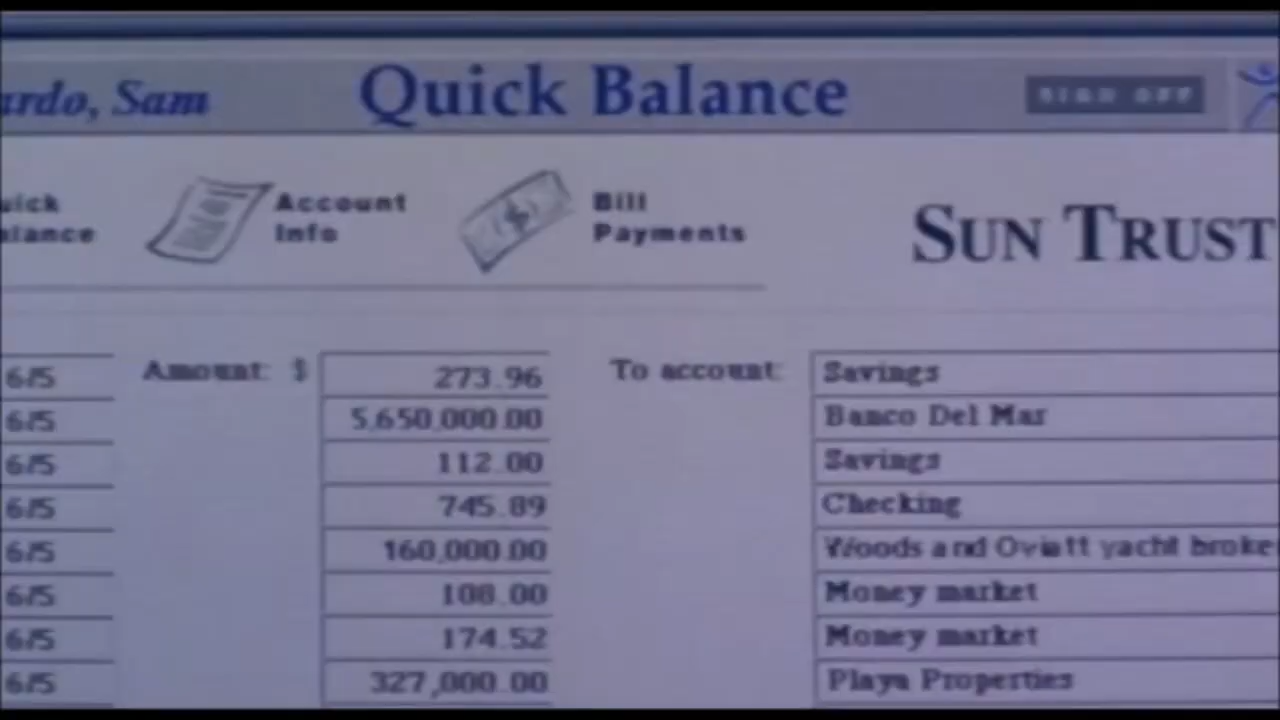 ardo, Sam Quick Balance SIGN OFF
uick Account Bill
alance Info Payments
SUN TRUST
6/5 Amount: $ 273.96 To account: Savings
6/5 5,650,000.00 Banco Del Mar
6/5 112.00 Savings
6/5 745.89 Checking
6/5 160,000.00 Woods and Oviatt yacht broke
6/5 108.00 Money market
6/5 174.52 Money market
6/5 327,000.00 Playa Properties